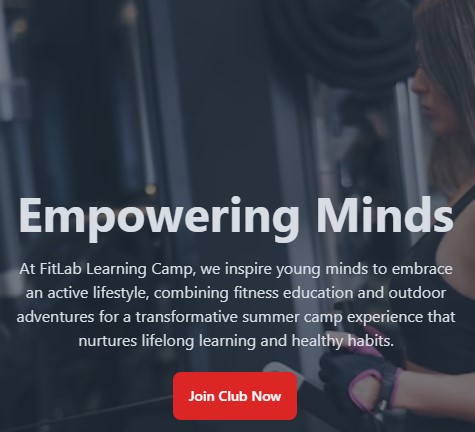 Empowering Minds
At FitLab Learning Camp, we inspire young minds to embrace
an active lifestyle, combining fitness education and outdoor
adventures for a transformative summer camp experience that
nurtures lifelong learning and healthy habits.
Join Club Now